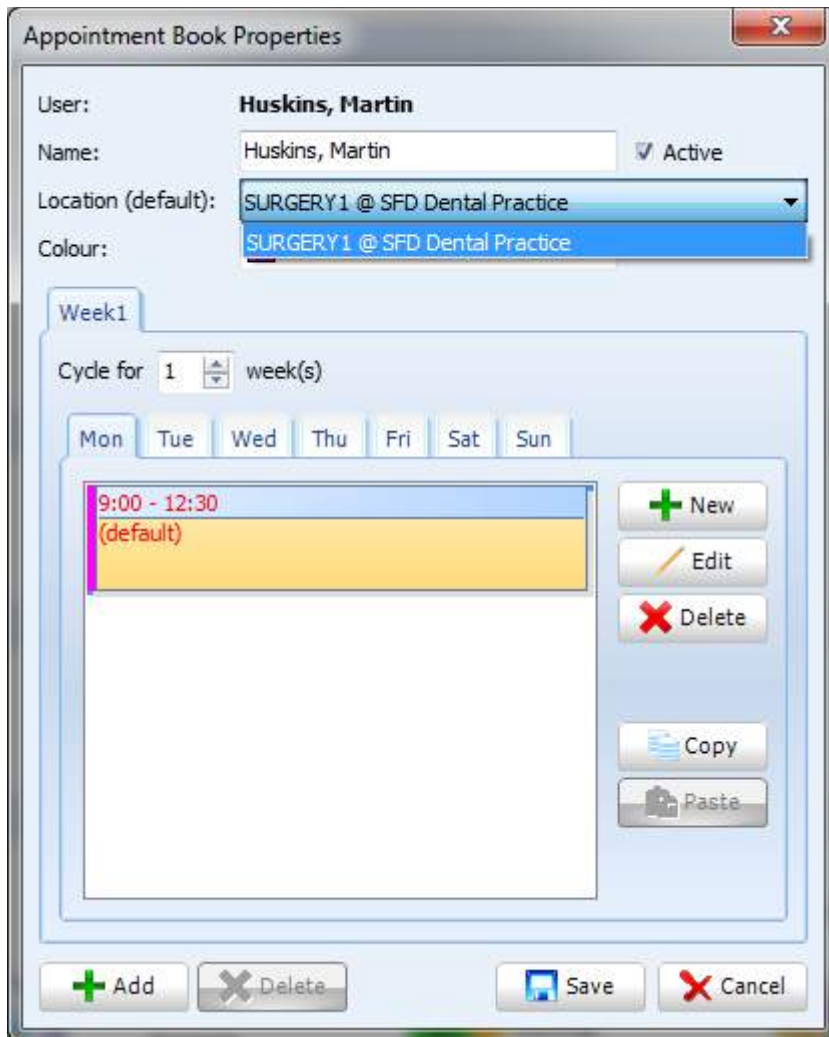 Appointment Book Properties
User: Huskins, Martin
Name: Huskins, Martin Active
Location (default): SURGERY1 @ SFD Dental Practice
SURGERY1 @ SFD Dental Practice
Colour:
Week1
Cycle for 1 week(s)
Mon Tue Wed Thu Fri Sat Sun
9:00 - 12:30
(default)
New
Edit
Delete
Copy
Paste
Add Delete Save Cancel